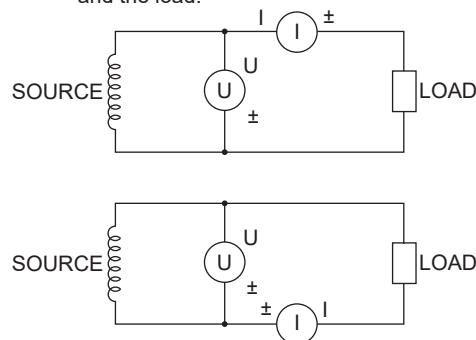 and the load.
I ±
I
U
SOURCE U LOAD
±
U
SOURCE U LOAD
±
± I
I